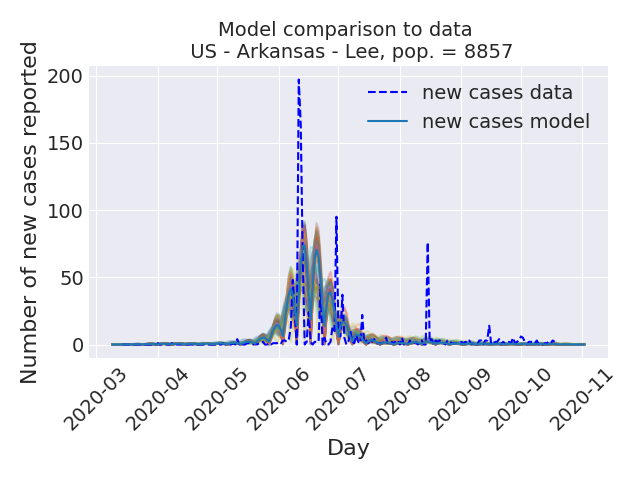 Model comparison to data
US - Arkansas - Lee, pop. = 8857
Number of new cases reported
200
150
100
50
0
new cases data
new cases model
2020-03
2020-04
2020-05
2020-06
2020-07
2020-08
2020-09
2020-10
2020-11
Day